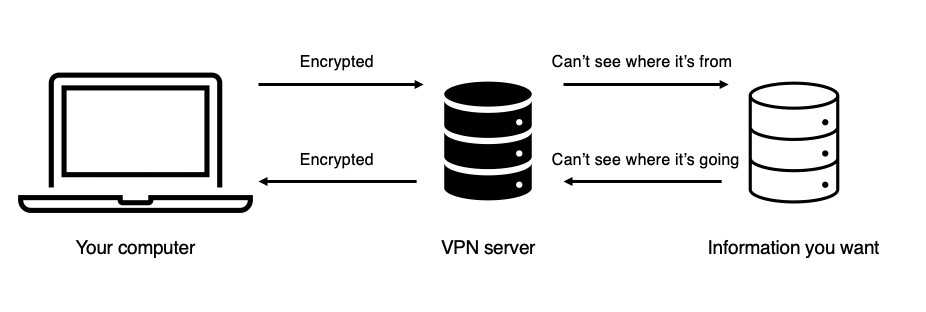 Encrypted
Can’t see where it’s from
Encrypted
Can’t see where it’s going
Your computer
VPN server
Information you want